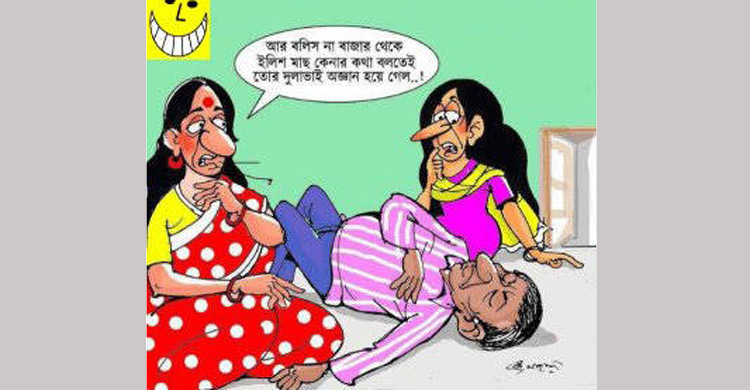 আর বলিস না বাজার থেকে
ইলিশ মাছ কেনার কথা বলতেই
তোর দুলাভাই অজ্ঞান হয়ে গেল..!